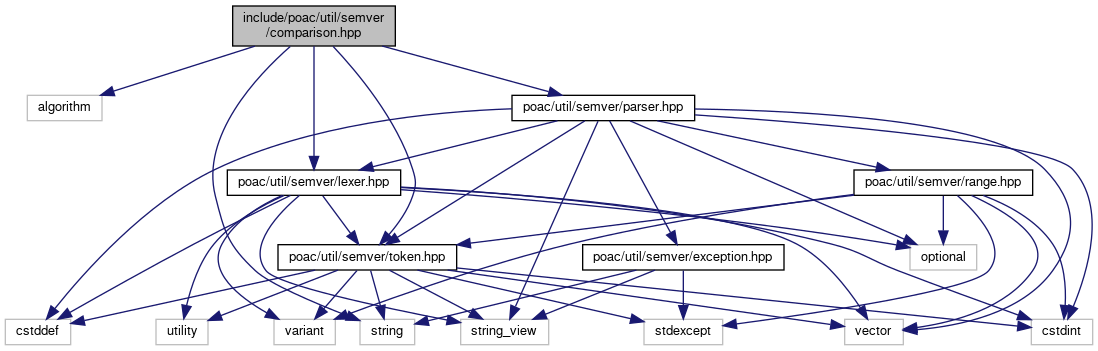 include/poac/util/semver
/comparison.hpp
algorithm
poac/util/semver/parser.hpp
poac/util/semver/lexer.hpp
poac/util/semver/range.hpp
poac/util/semver/token.hpp
poac/util/semver/exception.hpp
optional
cstddef
utility
variant
string
string_view
stdexcept
vector
cstdint